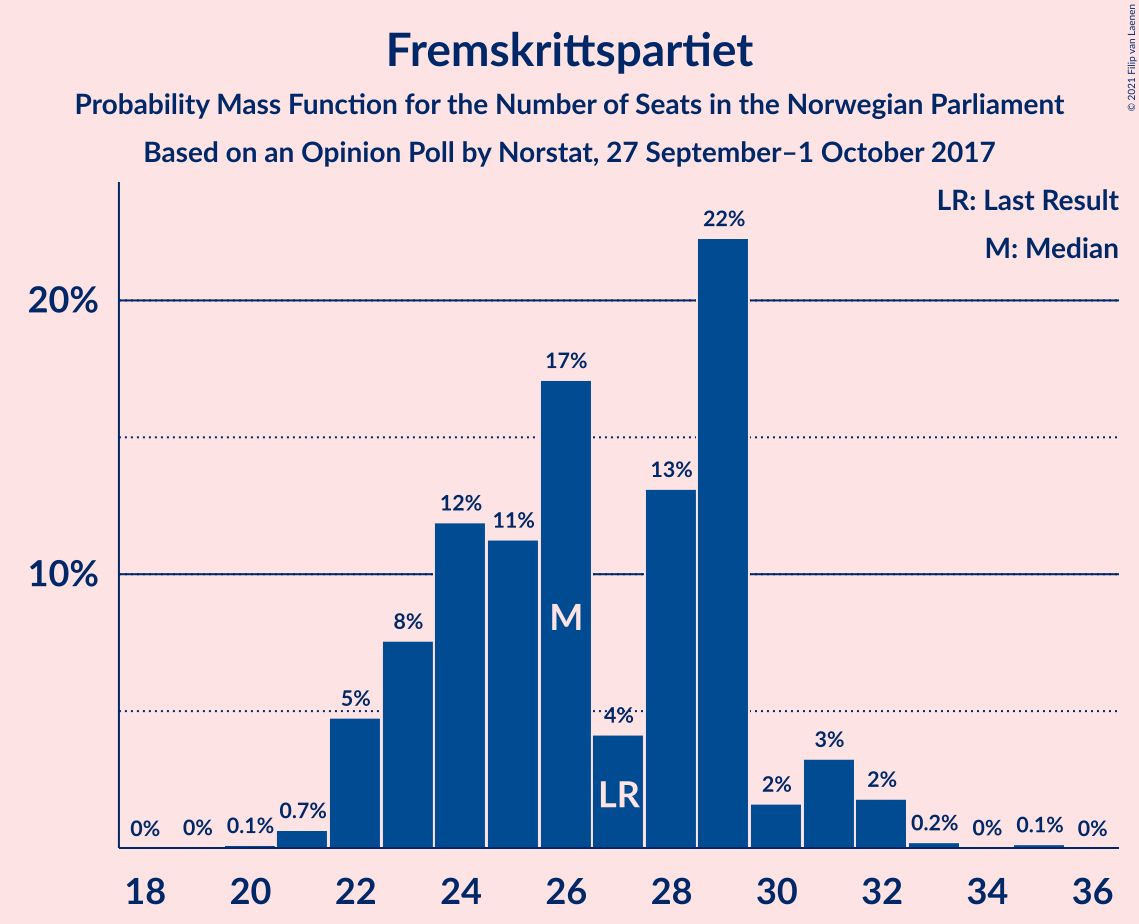 Fremskrittspartiet
Probability Mass Function for the Number of Seats in the Norwegian Parliament
Based on an Opinion Poll by Norstat, 27 September–1 October 2017
© 2021 Filip van Laenen
LR: Last Result
M: Median
20%
10%
0%
0%
0.1%
0.7%
5%
8%
12%
11%
17%
4%
13%
22%
2%
3%
2%
0.2%
0%
0.1%
0%
M
LR
18 20 22 24 26 28 30 32 34 36